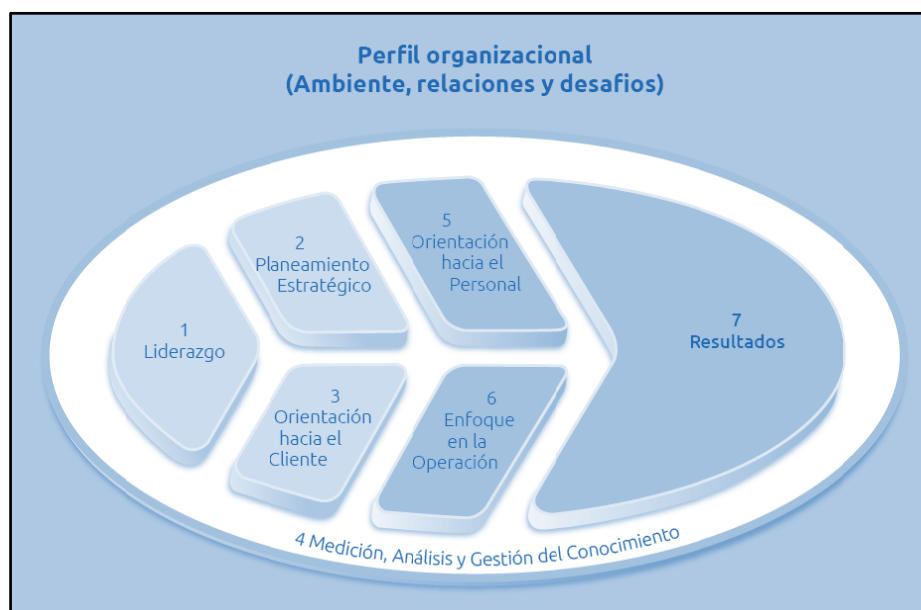 Perfil organizacional
(Ambiente, relaciones y desafios)
1
Liderazgo
2
Planeamiento
Estratégico
3
Orientación
hacia el
Cliente
5
Orientación
hacia el
Personal
6
Enfoque
en la
Operación
7
Resultados
4 Medición, Análisis y Gestión del Conocimiento